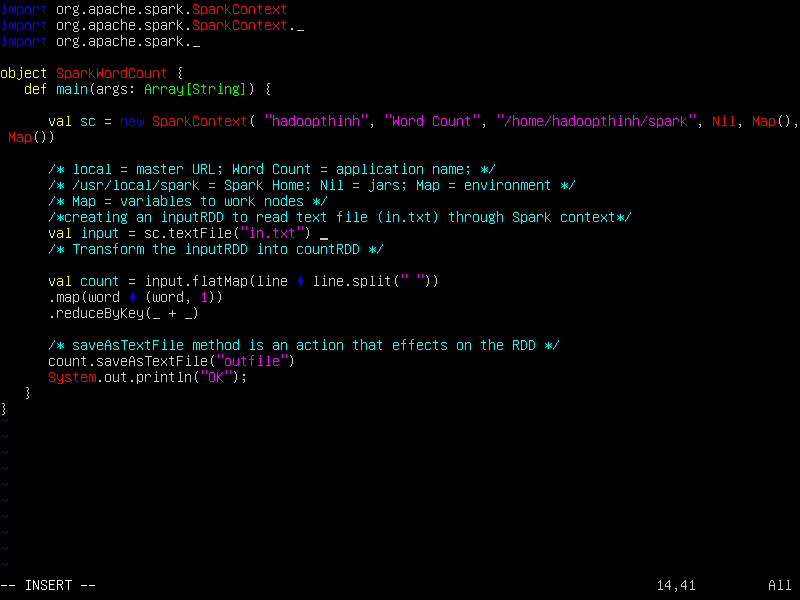 import org.apache.spark.SparkContext
import org.apache.spark.SparkContext._
import org.apache.spark._
object SparkWordCount {
def main(args: Array[String]) {
val sc = new SparkContext( "hadoopthinh", "Word Count", "/home/hadoopthinh/spark", Nil, Map(),
Map())
/* local = master URL; Word Count = application name; */
/* /usr/local/spark = Spark Home; Nil = jars; Map = environment */
/* Map = variables to work nodes */
/*creating an inputRDD to read text file (in.txt) through Spark context*/
val input = sc.textFile("in.txt") _
/* Transform the inputRDD into countRDD */
val count = input.flatMap(line ♦ line.split(" "))
.map(word ♦ (word, 1))
.reduceByKey(_ + _)
/* saveAsTextFile method is an action that effects on the RDD */
count.saveAsTextFile("outfile")
System.out.println("OK");
}
}
~
~
~
~
~
~
~
~
~
~
-- INSERT -- 14,41 All